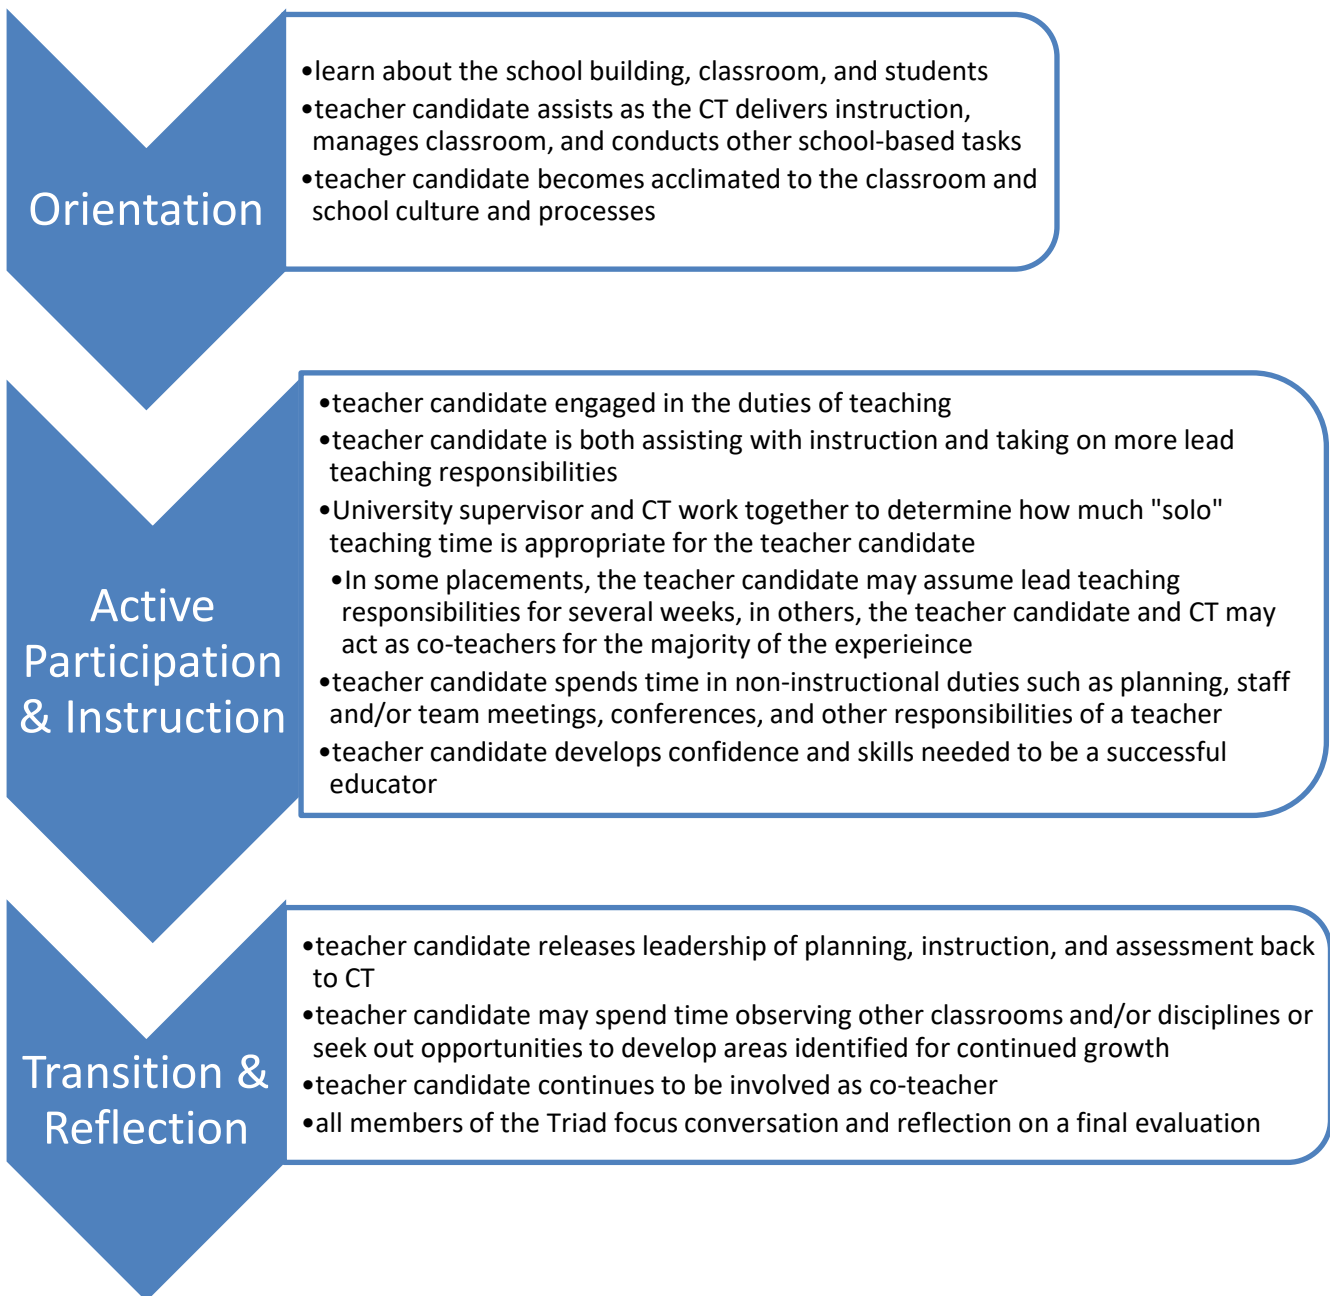 Orientation
•learn about the school building, classroom, and students
•teacher candidate assists as the CT delivers instruction,
manages classroom, and conducts other school-based tasks
•teacher candidate becomes acclimated to the classroom and
school culture and processes
Active
Participation
& Instruction
•teacher candidate engaged in the duties of teaching
•teacher candidate is both assisting with instruction and taking on more lead
teaching responsibilities
•University supervisor and CT work together to determine how much "solo"
teaching time is appropriate for the teacher candidate
•In some placements, the teacher candidate may assume lead teaching
responsibilities for several weeks, in others, the teacher candidate and CT may
act as co-teachers for the majority of the experieince
•teacher candidate spends time in non-instructional duties such as planning, staff
and/or team meetings, conferences, and other responsibilities of a teacher
•teacher candidate develops confidence and skills needed to be a successful
educator
Transition &
Reflection
•teacher candidate releases leadership of planning, instruction, and assessment back
to CT
•teacher candidate may spend time observing other classrooms and/or disciplines or
seek out opportunities to develop areas identified for continued growth
•teacher candidate continues to be involved as co-teacher
•all members of the Triad focus conversation and reflection on a final evaluation